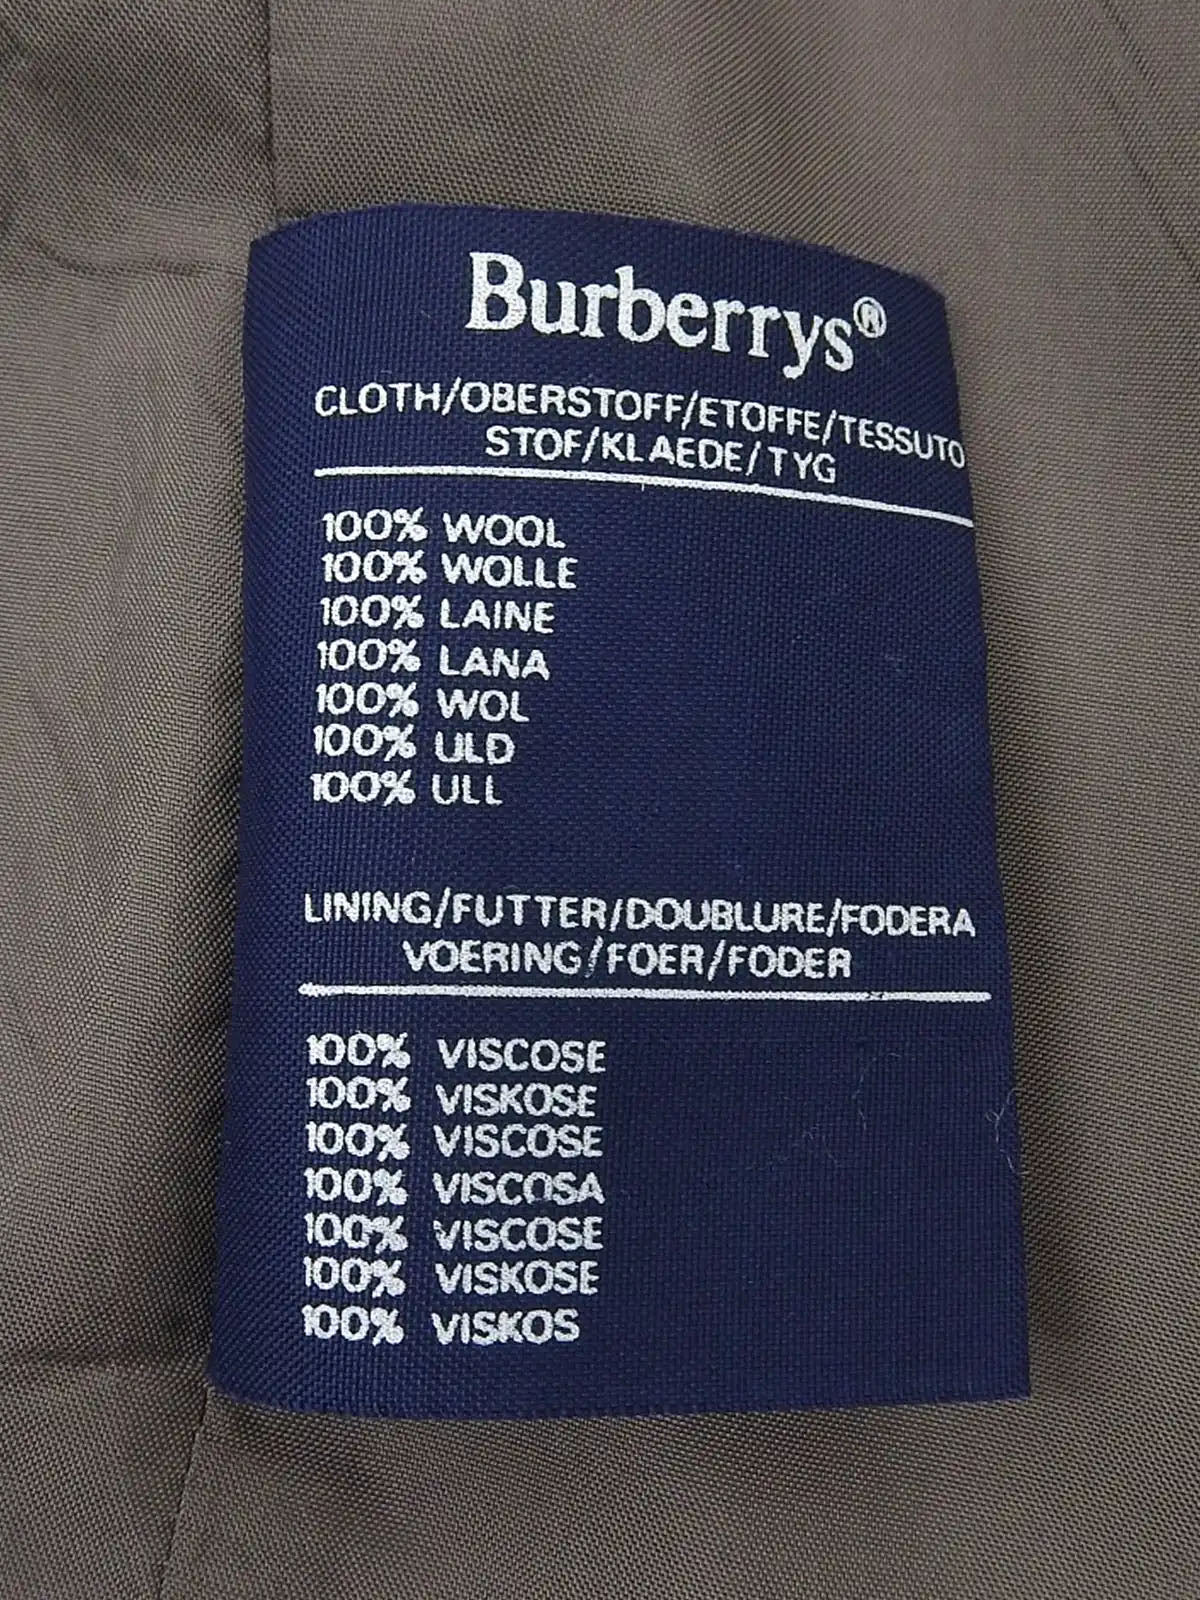 Burberrys®
CLOTH/OBERSTOFF/ETOFFE/TESSUTO
STOF/KLAEDE/TYG
100% WOOL
100% WOLLE
100% LAINE
100% LANA
100% WOL
100% ULD
100% ULL
LINING/FUTTER/DOUBLURE/FODERA
VOERING/FOER/FODER
100% VISCOSE
100% VISKOSE
100% VISCOSE
100% VISCOSA
100% VISCOSE
100% VISKOSE
100% VISKOS